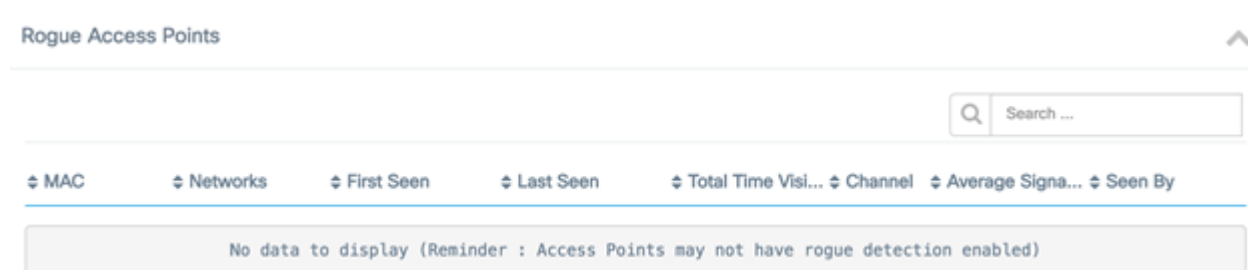 Rogue Access Points
Search ...
MAC Networks First Seen Last Seen Total Time Visi... Channel Average Signa... Seen By
No data to display (Reminder : Access Points may not have rogue detection enabled)